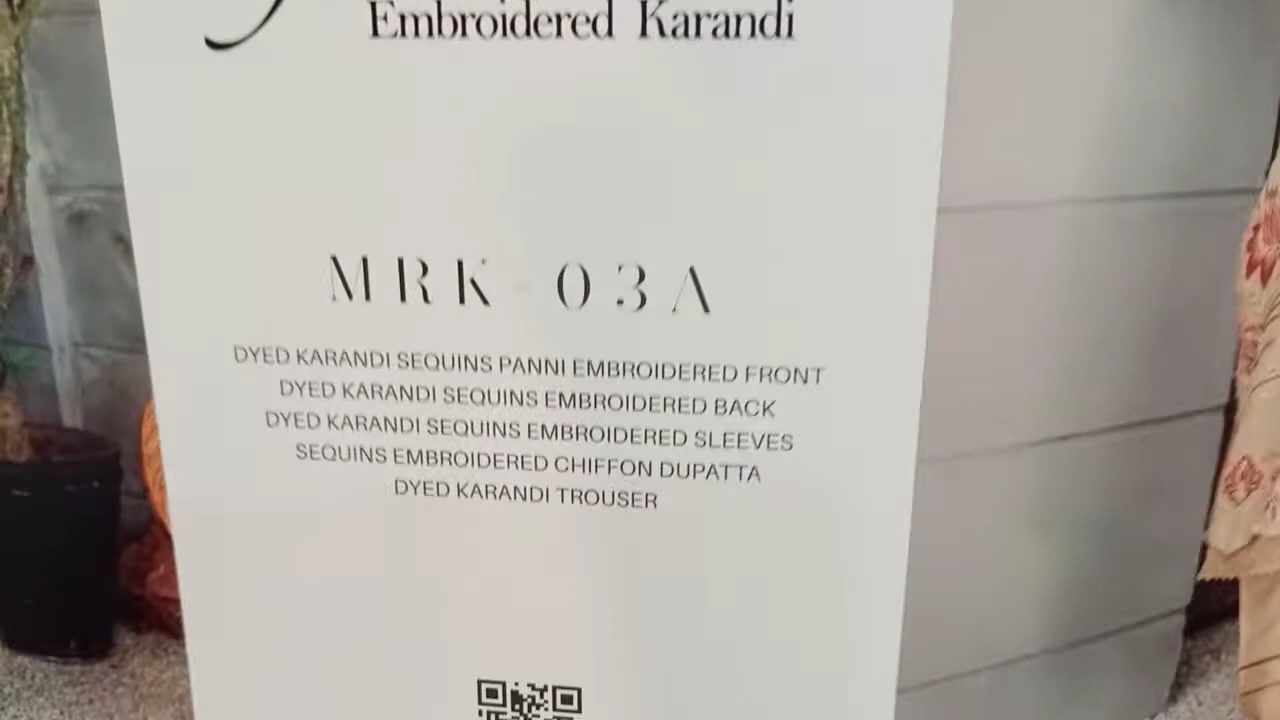 Embroidered Karandi
MRK-03A
DYED KARANDI SEQUINS PANNI EMBROIDERED FRONT
DYED KARANDI SEQUINS EMBROIDERED BACK
DYED KARANDI SEQUINS EMBROIDERED SLEEVES
SEQUINS EMBROIDERED CHIFFON DUPATTA
DYED KARANDI TROUSER